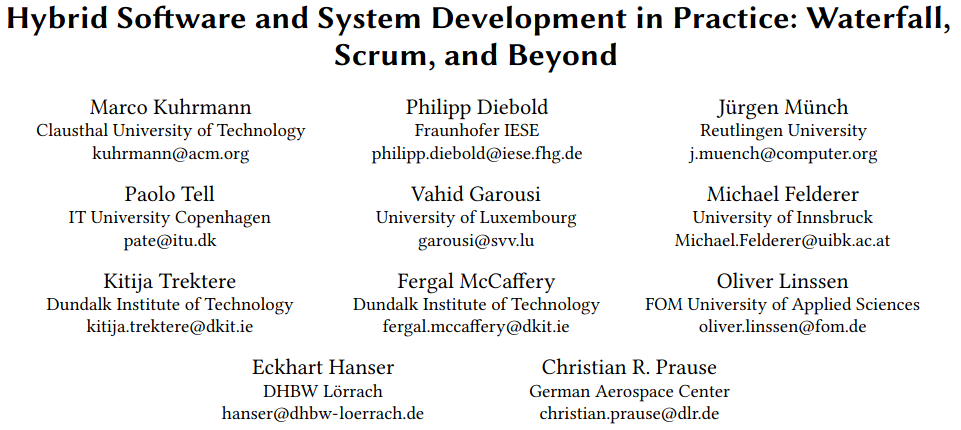 Hybrid Software and System Development in Practice: Waterfall,
Scrum, and Beyond
Marco Kuhrmann
Clausthal University of Technology
kuhrmann@acm.org
Philipp Diebold
Fraunhofer IESE
philipp.diebold@iese.fhg.de
Jürgen Münch
Reutlingen University
j.muench@computer.org
Paolo Tell
IT University Copenhagen
pate@itu.dk
Vahid Garousi
University of Luxembourg
garousi@svv.lu
Michael Felderer
University of Innsbruck
Michael.Felderer@uibk.ac.at
Kitija Trektere
Dundalk Institute of Technology
kitija.trektere@dkit.ie
Fergal McCaffery
Dundalk Institute of Technology
fergal.mccaffery@dkit.ie
Oliver Linssen
FOM University of Applied Sciences
oliver.linssen@fom.de
Eckhart Hanser
DHBW Lörrach
hanser@dhbw-loerrach.de
Christian R. Prause
German Aerospace Center
christian.prause@dlr.de